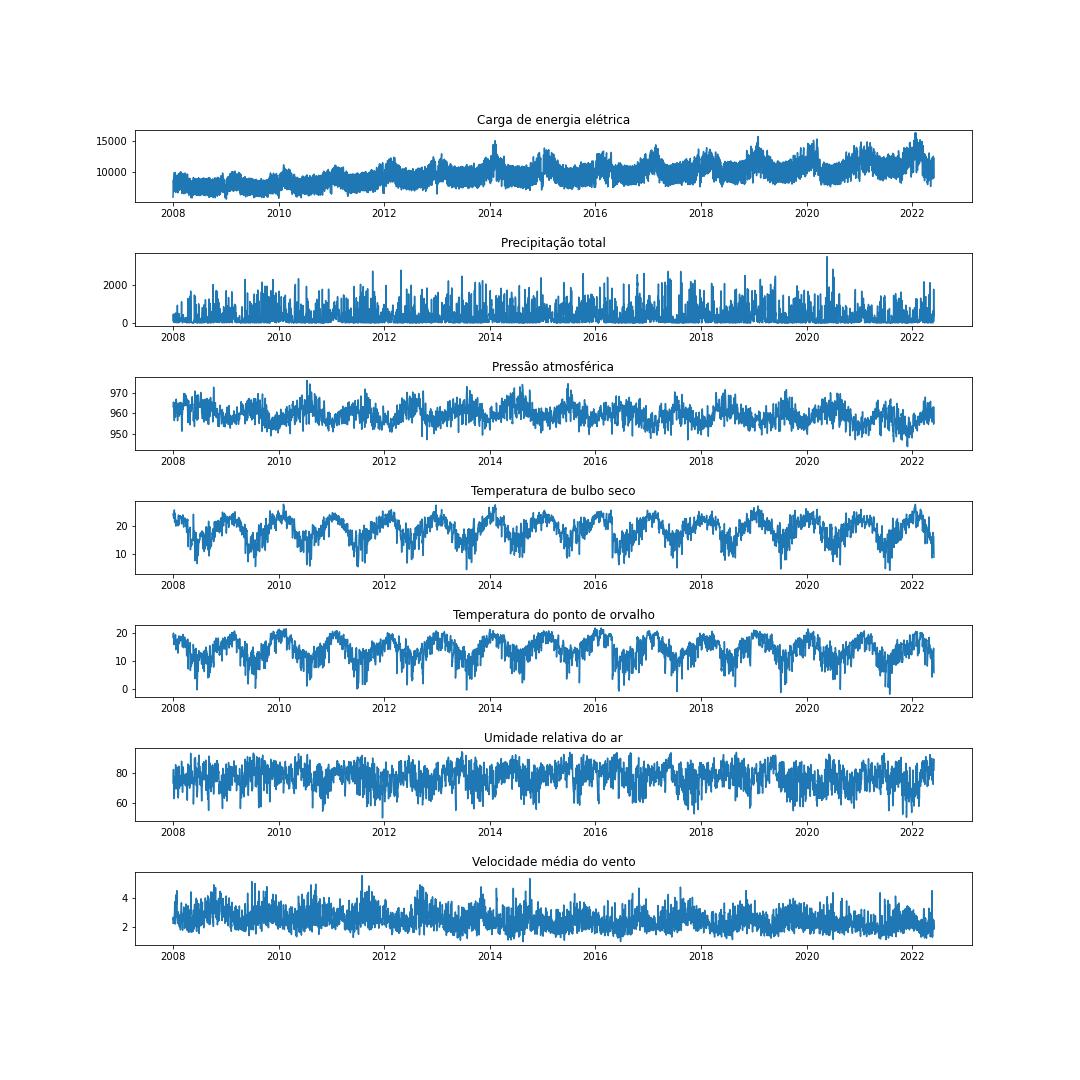 Carga de energia elétrica
15000
10000
2008 2010 2012 2014 2016 2018 2020 2022
Precipitação total
2000
0
2008 2010 2012 2014 2016 2018 2020 2022
Pressão atmosférica
970
960
950
2008 2010 2012 2014 2016 2018 2020 2022
Temperatura de bulbo seco
20
10
2008 2010 2012 2014 2016 2018 2020 2022
Temperatura do ponto de orvalho
20
10
0
2008 2010 2012 2014 2016 2018 2020 2022
Umidade relativa do ar
80
60
2008 2010 2012 2014 2016 2018 2020 2022
Velocidade média do vento
4
2
2008 2010 2012 2014 2016 2018 2020 2022